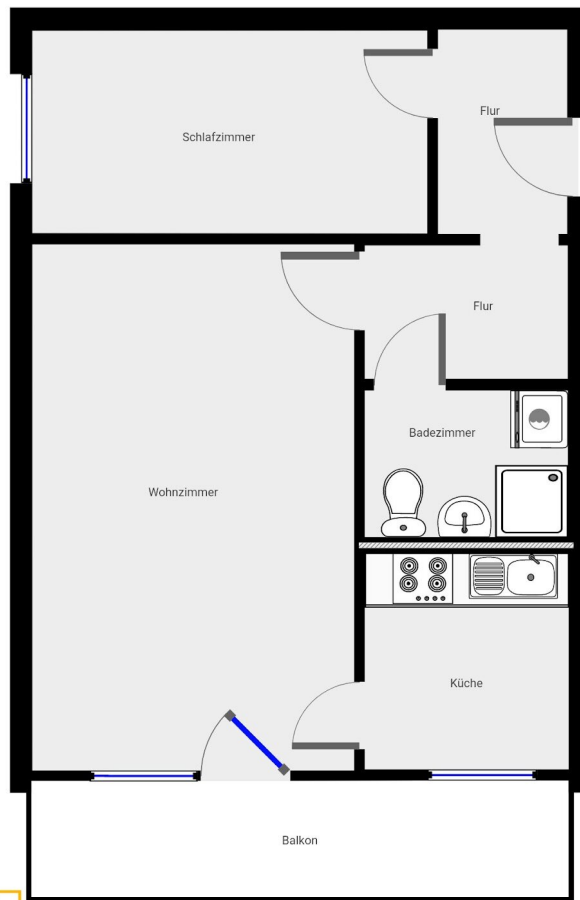 Flur
Schlafzimmer
Flur
Badezimmer
Wohnzimmer
Küche
Balkon